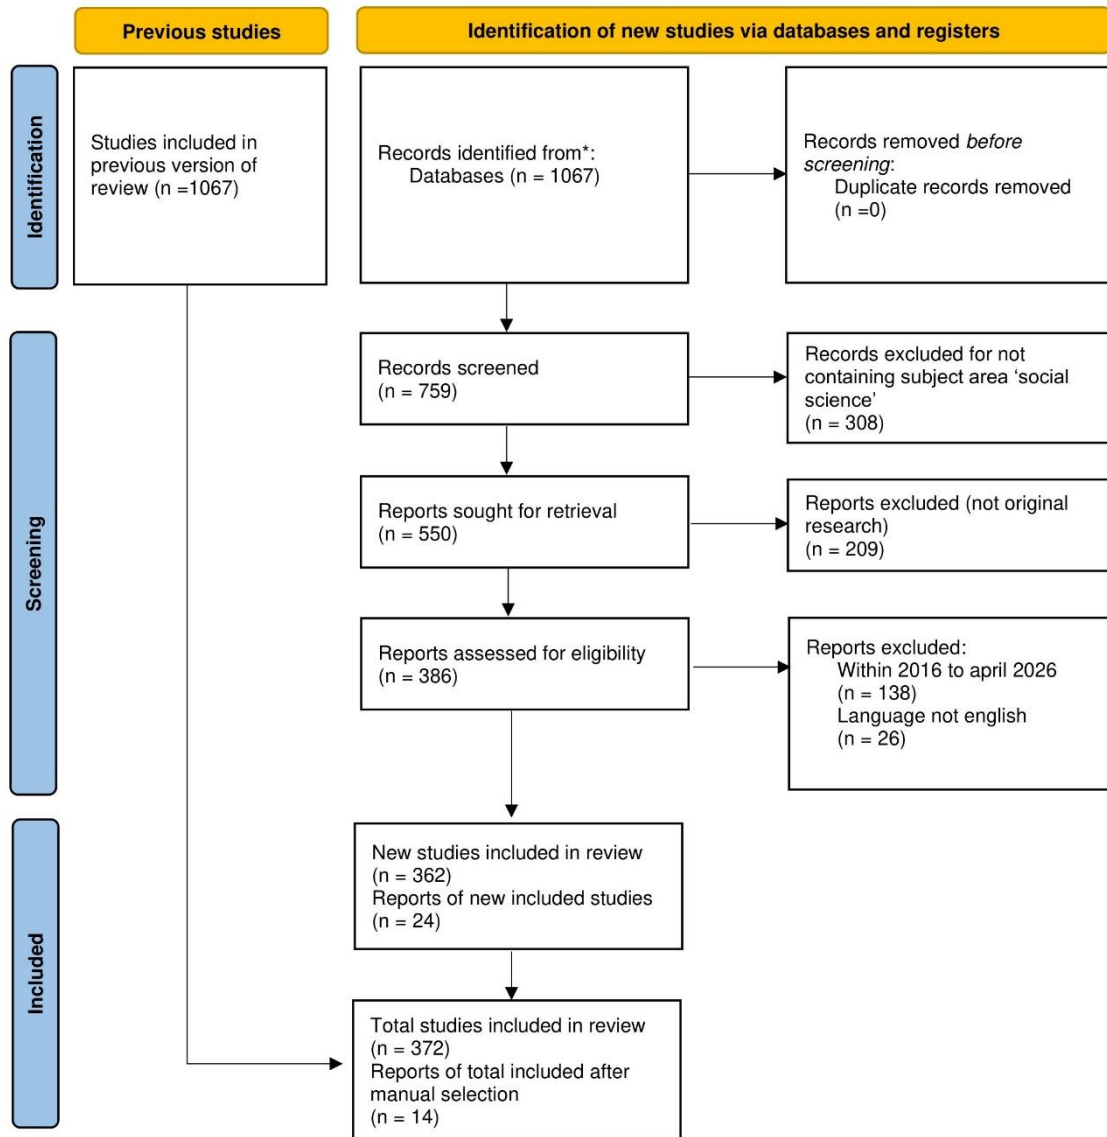 Previous studies
Identification of new studies via databases and registers
Identification
Studies included in
previous version of
review (n =1067)
Records identified from*:
Databases (n = 1067)
Records removed before
screening:
Duplicate records removed
(n =0)
Screening
Records screened
(n = 759)
Records excluded for not
containing subject area ‘social
science’
(n = 308)
Reports sought for retrieval
(n = 550)
Reports excluded (not original
research)
(n = 209)
Reports assessed for eligibility
(n = 386)
Reports excluded:
Within 2016 to april 2026
(n = 138)
Language not english
(n = 26)
Included
New studies included in review
(n = 362)
Reports of new included studies
(n = 24)
Total studies included in review
(n = 372)
Reports of total included after
manual selection
(n = 14)